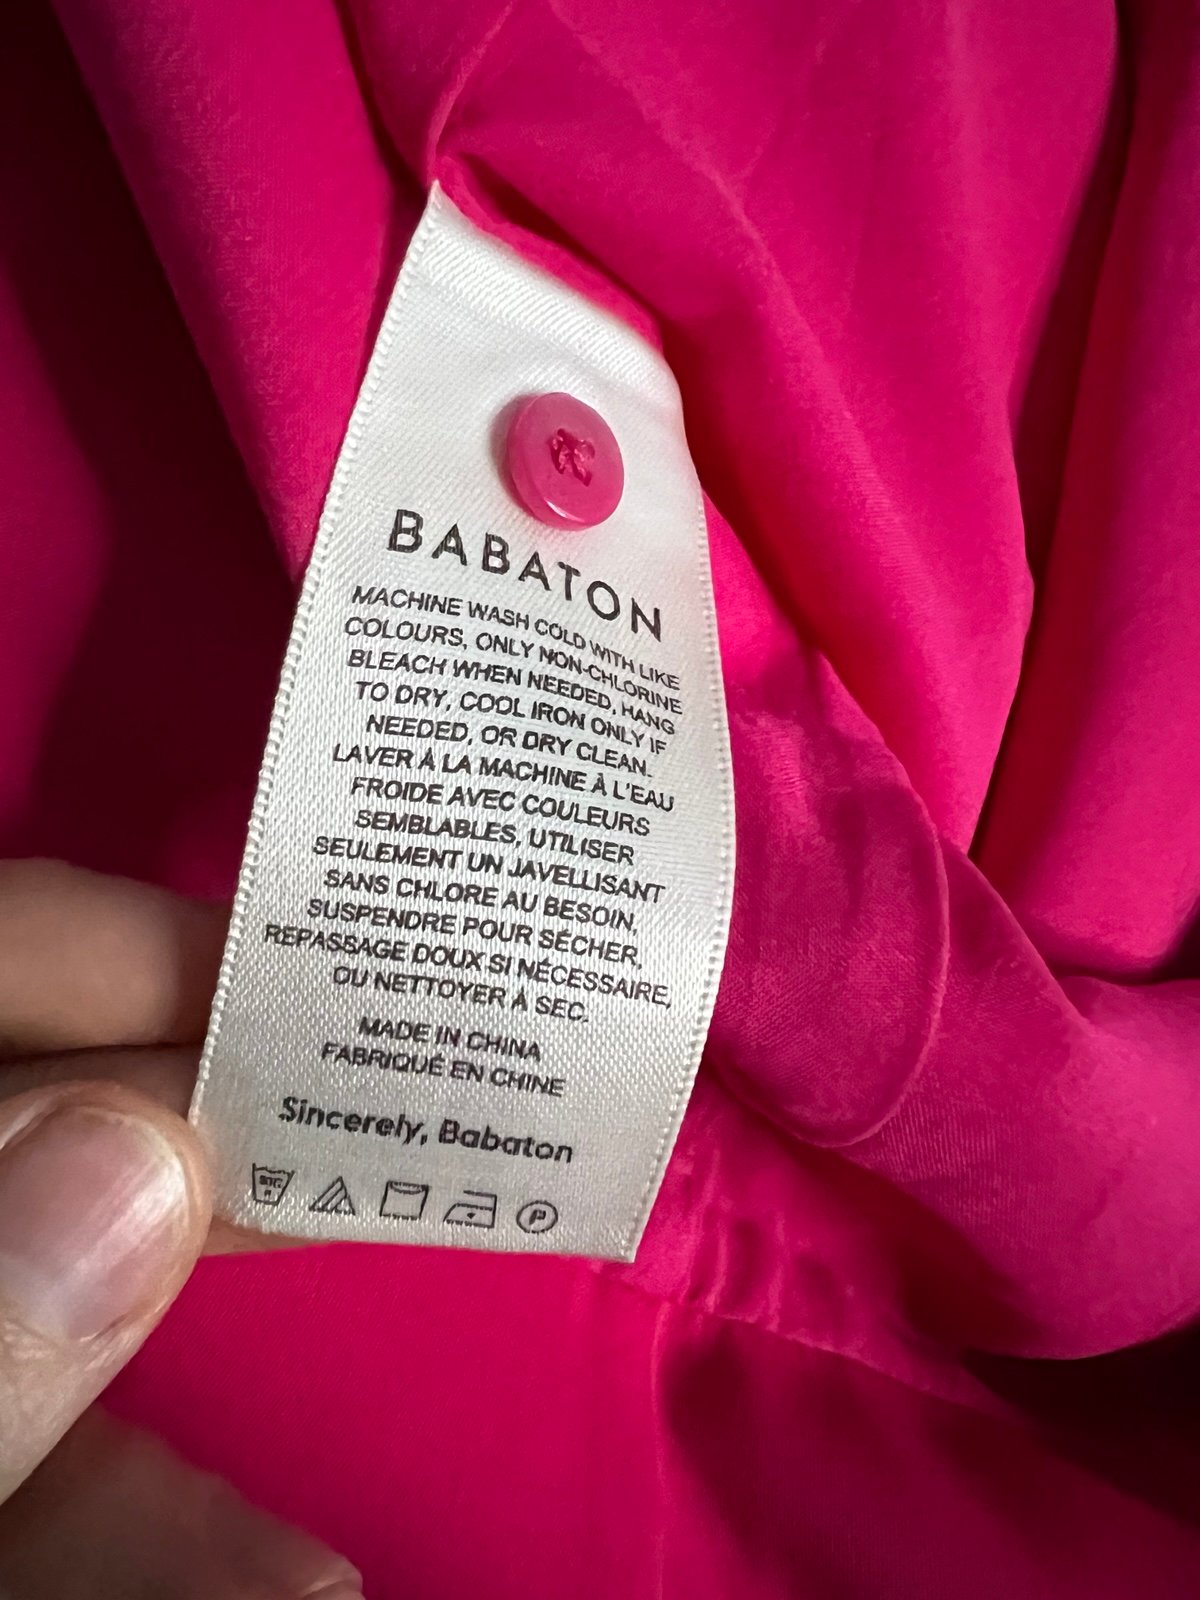 BABATON
MACHINE WASH COLD WITH LIKE
COLOURS, ONLY NON-CHLORINE
BLEACH WHEN NEEDED, HANG
TO DRY, COOL IRON ONLY IF
NEEDED, OR DRY CLEAN.
LAVER À LA MACHINE À L'EAU
FROIDE AVEC COULEURS
SEMBLABLES, UTILISER
SEULEMENT UN JAVELLISANT
SANS CHLORE AU BESOIN,
SUSPENDRE POUR SÉCHER,
REPASSAGE DOUX SI NÉCESSAIRE,
OU NETTOYER À SEC.
MADE IN CHINA
FABRIQUÉ EN CHINE
Sincerely, Babaton
P